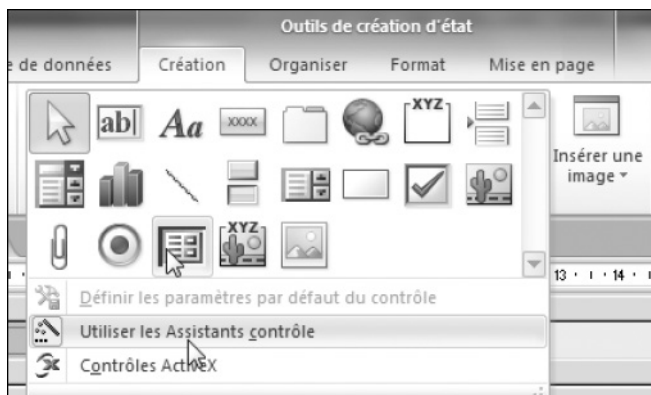 Outils de création d'état
e de données Création Organiser Format Mise en page
ab Aa XXXX XYZ
Insérer une
image
XYZ
13 14
Définir les paramètres par défaut du contrôle
Utiliser les Assistants contrôle
Contrôles ActiveX